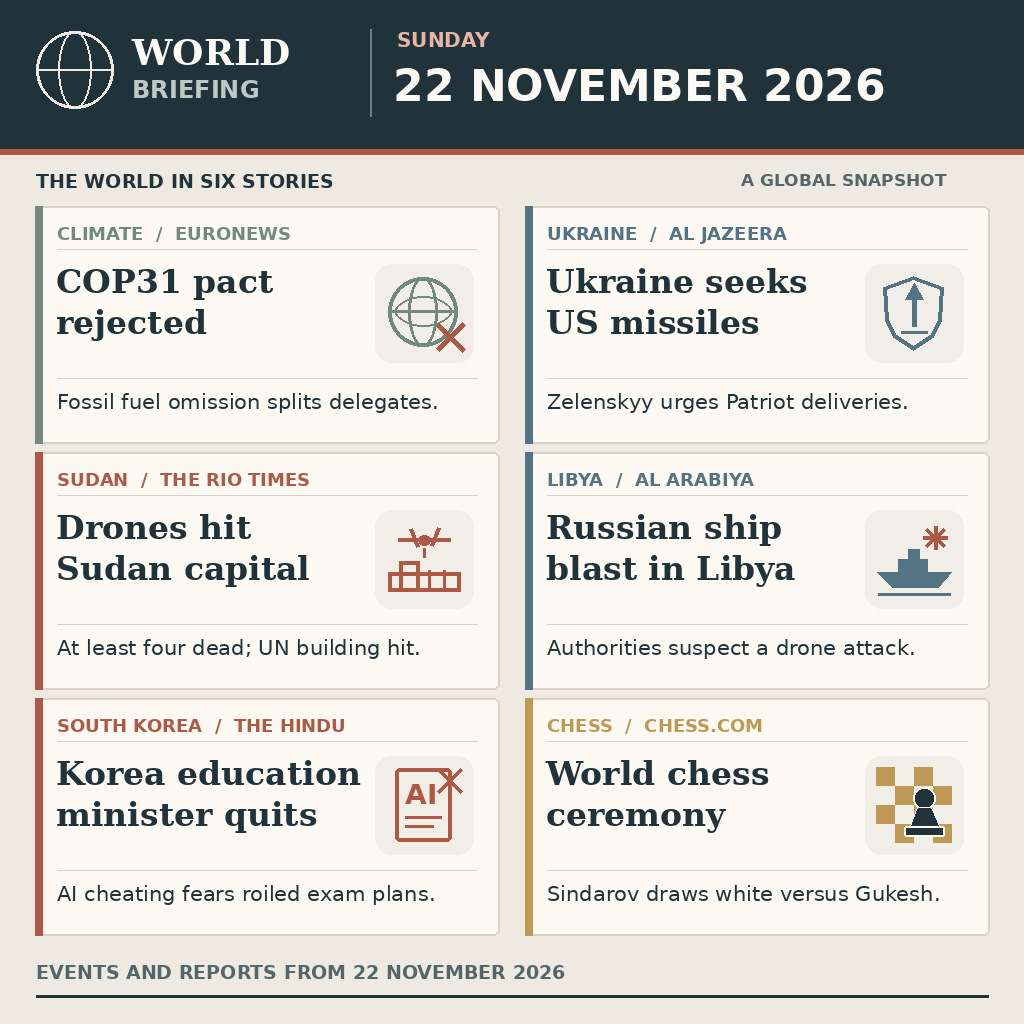 WORLD
BRIEFING
SUNDAY
22 NOVEMBER 2026
THE WORLD IN SIX STORIES
A GLOBAL SNAPSHOT
CLIMATE / EURONEWS
COP31 pact
rejected
Fossil fuel omission splits delegates.
UKRAINE / AL JAZEERA
Ukraine seeks
US missiles
Zelenskyy urges Patriot deliveries.
SUDAN / THE RIO TIMES
Drones hit
Sudan capital
At least four dead; UN building hit.
LIBYA / AL ARABIYA
Russian ship
blast in Libya
Authorities suspect a drone attack.
SOUTH KOREA / THE HINDU
Korea education
minister quits
AI
AI cheating fears roiled exam plans.
CHESS / CHESS.COM
World chess
ceremony
Sindarov draws white versus Gukesh.
EVENTS AND REPORTS FROM 22 NOVEMBER 2026